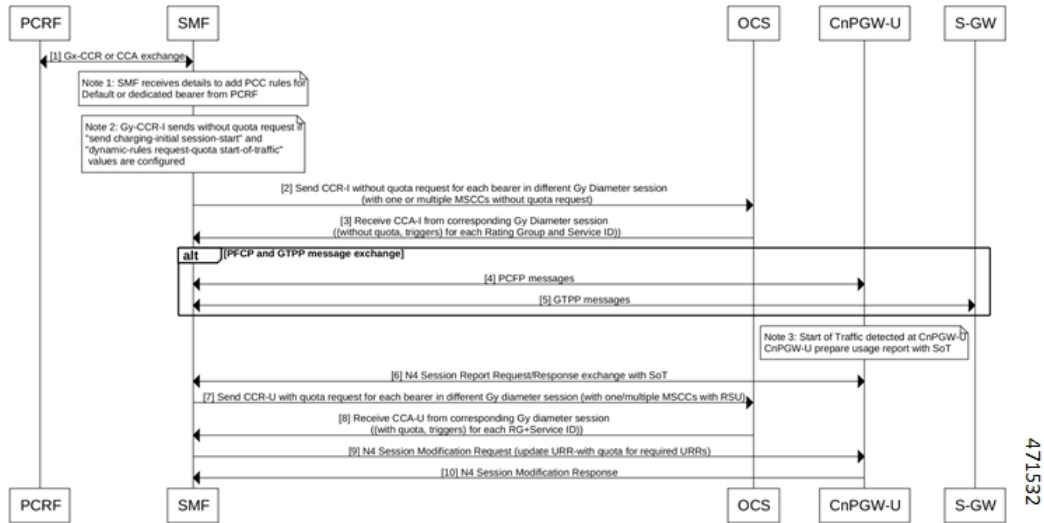 PCRF
SMF
OCS
CnPGW-U
S-GW
[1] Gx-CCR or CCA exchange
Note 1: SMF receives details to add PCC rules for
Default or dedicated bearer from PCRF
Note 2: Gy-CCR-I sends without quota request if
"send charging-initial session-start" and
"dynamic-rules request-quota start-of-traffic"
values are configured
[2] Send CCR-I without quota request for each bearer in different Gy Diameter session
(with one or multiple MSCCs without quota request)
[3] Receive CCA-I from corresponding Gy Diameter session
((without quota, triggers) for each Rating Group and Service ID))
alt
[PFCP and GTPP message exchange]
[4] PCFP messages
[5] GTPP messages
Note 3: Start of Traffic detected at CnPGW-U
CnPGW-U prepare usage report with SoT
[6] N4 Session Report Request/Response exchange with SoT
[7] Send CCR-U with quota request for each bearer in different Gy diameter session (with one/multiple MSCCs with RSU)
[8] Receive CCA-U from corresponding Gy diameter session
((with quota, triggers) for each RG+Service ID))
[9] N4 Session Modification Request (update URR-with quota for required URRs)
[10] N4 Session Modification Response
PCRF
SMF
OCS
CnPGW-U
S-GW
471532